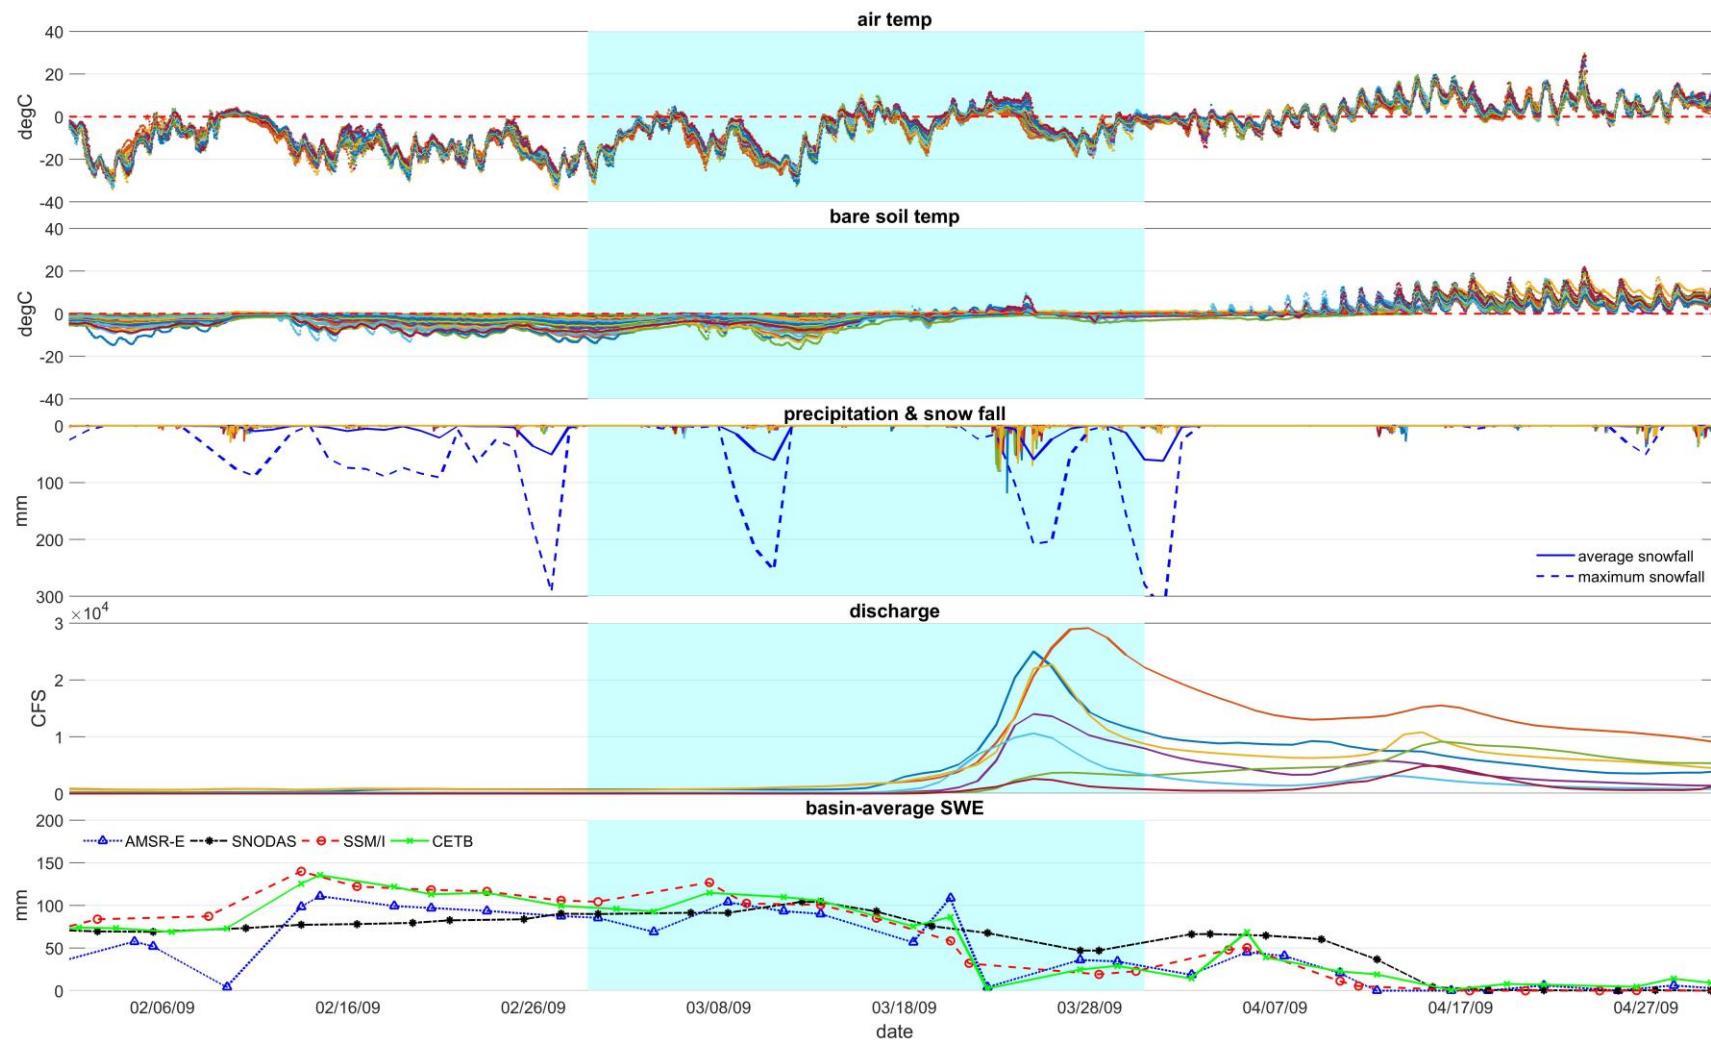 air temp
40
20
0
-20
-40
degC
bare soil temp
40
20
0
-20
-40
degC
precipitation & snow fall
0
100
200
300
mm
average snowfall
maximum snowfall
discharge
×10^4
3
2
1
0
CFS
basin-average SWE
200
150
100
50
0
mm
AMSR-E SNODAS SSM/I CETB
02/06/09 02/16/09 02/26/09 03/08/09 03/18/09 03/28/09 04/07/09 04/17/09 04/27/09
date